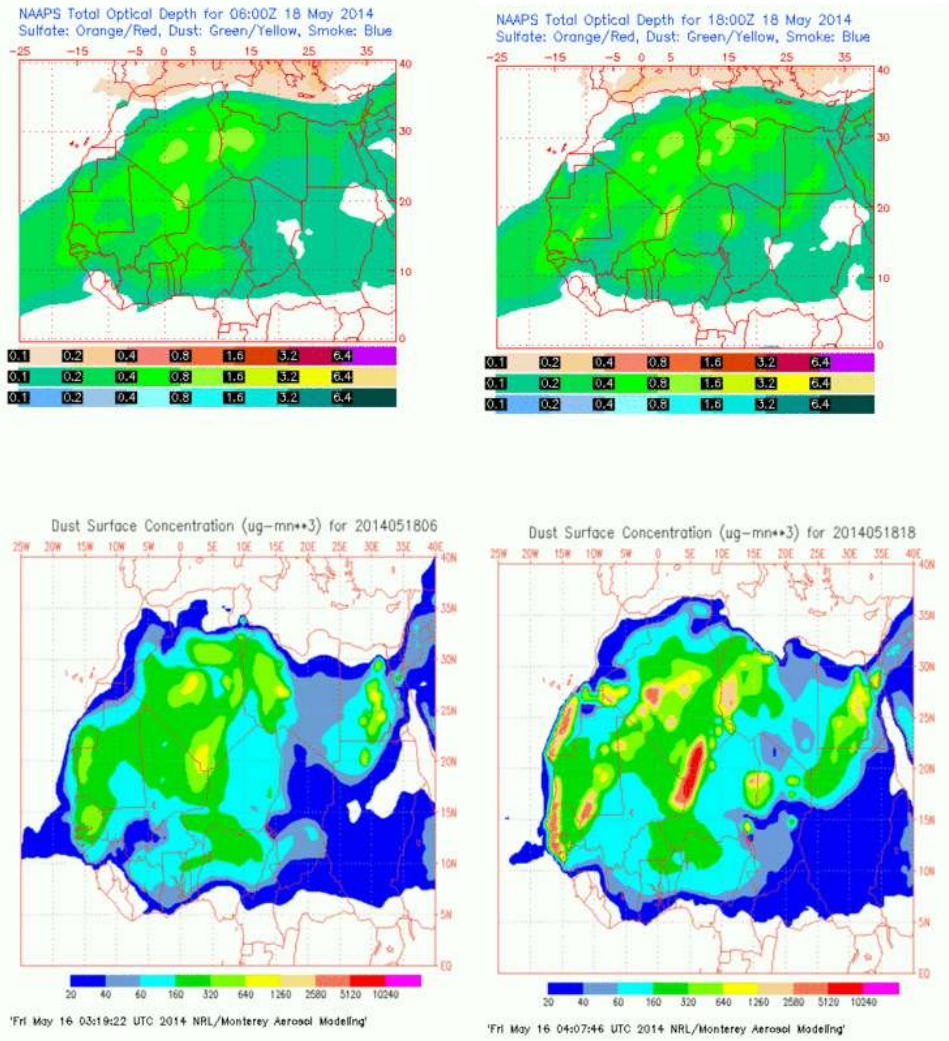 NAAPS Total Optical Depth for 06:00Z 18 May 2014
Sulfate: Orange/Red, Dust: Green/Yellow, Smoke: Blue
-25 -15 -5 0 5 15 25 35
40
30
20
10
0
0.1 0.2 0.4 0.8 1.6 3.2 6.4
0.1 0.2 0.4 0.8 1.6 3.2 6.4
0.1 0.2 0.4 0.8 1.6 3.2 6.4
NAAPS Total Optical Depth for 18:00Z 18 May 2014
Sulfate: Orange/Red, Dust: Green/Yellow, Smoke: Blue
-25 -15 -5 0 5 15 25 35
40
30
20
10
0
0.1 0.2 0.4 0.8 1.6 3.2 6.4
0.1 0.2 0.4 0.8 1.6 3.2 6.4
0.1 0.2 0.4 0.8 1.6 3.2 6.4
Dust Surface Concentration (ug-mn**3) for 2014051806
25W 20W 15W 10W 5W 0 5E 10E 15E 20E 25E 30E 35E 40E
40N
35N
30N
25N
20N
15N
10N
5N
EQ
20 40 60 160 320 640 1260 2580 5120 10240
'Fri May 16 03:19:22 UTC 2014 NRL/Monterey Aerosol Modeling'
Dust Surface Concentration (ug-mn**3) for 2014051818
25W 20W 15W 10W 5W 0 5E 10E 15E 20E 25E 30E 35E 40E
40N
35N
30N
25N
20N
15N
10N
5N
EQ
20 40 60 160 320 640 1260 2580 5120 10240
'Fri May 16 04:07:46 UTC 2014 NRL/Monterey Aerosol Modeling'